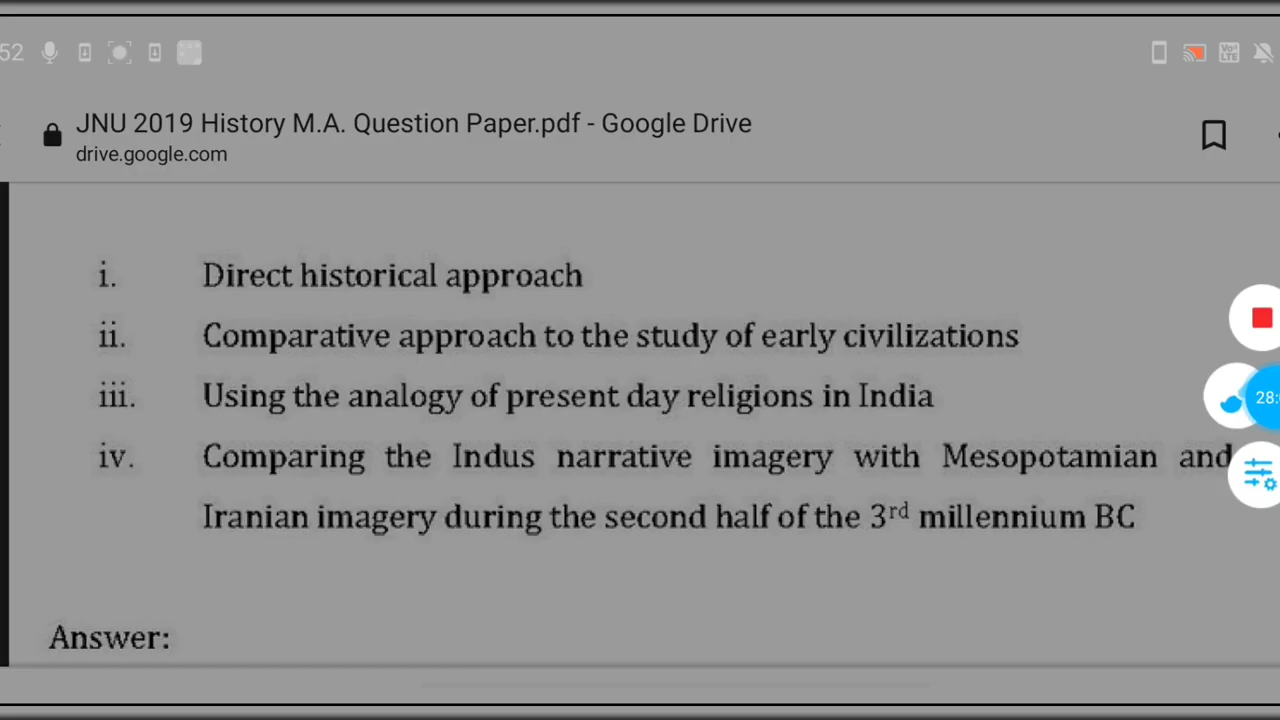 52
JNU 2019 History M.A. Question Paper.pdf - Google Drive
drive.google.com
i. Direct historical approach
ii. Comparative approach to the study of early civilizations
iii. Using the analogy of present day religions in India
iv. Comparing the Indus narrative imagery with Mesopotamian and
Iranian imagery during the second half of the 3rd millennium BC
28:
Answer: